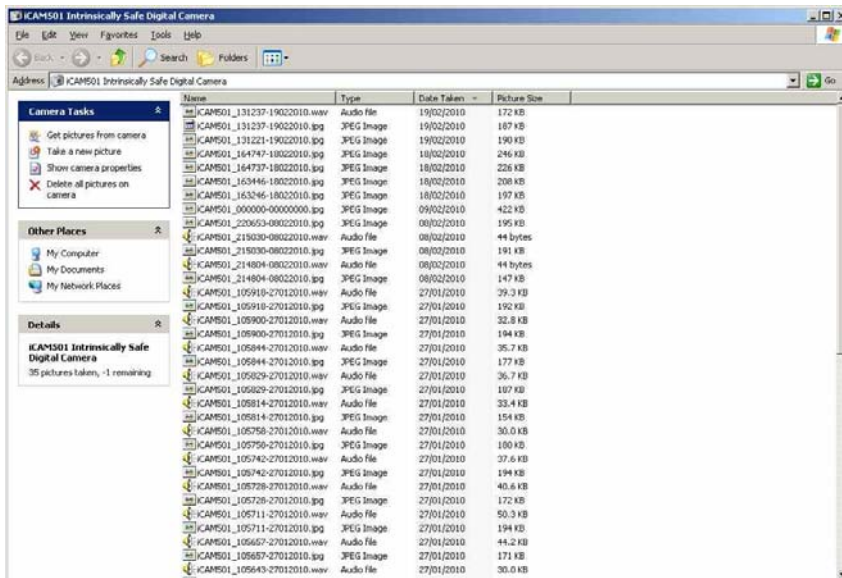 iCAM501 Intrinsically Safe Digital Camera
File Edit View Favorites Tools Help
Back Search Folders
Address iCAM501 Intrinsically Safe Digital Camera Go
Camera Tasks
Get pictures from camera
Take a new picture
Show camera properties
Delete all pictures on
camera
Other Places
My Computer
My Documents
My Network Places
Details
iCAM501 Intrinsically Safe
Digital Camera
35 pictures taken, -1 remaining
Name Type Date Taken Picture Size
iCAM501_131237-19022010.wav Audio file 19/02/2010 172 KB
iCAM501_131237-19022010.jpg JPEG Image 19/02/2010 187 KB
iCAM501_131221-19022010.jpg JPEG Image 19/02/2010 190 KB
iCAM501_164747-18022010.jpg JPEG Image 18/02/2010 246 KB
iCAM501_164737-18022010.jpg JPEG Image 18/02/2010 226 KB
iCAM501_163446-18022010.jpg JPEG Image 18/02/2010 208 KB
iCAM501_163246-18022010.jpg JPEG Image 18/02/2010 197 KB
iCAM501_000000-00000000.jpg JPEG Image 09/02/2010 422 KB
iCAM501_220653-08022010.jpg JPEG Image 08/02/2010 195 KB
iCAM501_215030-08022010.wav Audio file 08/02/2010 44 bytes
iCAM501_215030-08022010.jpg JPEG Image 08/02/2010 191 KB
iCAM501_214804-08022010.wav Audio file 08/02/2010 44 bytes
iCAM501_214804-08022010.jpg JPEG Image 08/02/2010 147 KB
iCAM501_105918-27012010.wav Audio file 27/01/2010 39.3 KB
iCAM501_105918-27012010.jpg JPEG Image 27/01/2010 192 KB
iCAM501_105900-27012010.wav Audio file 27/01/2010 32.8 KB
iCAM501_105900-27012010.jpg JPEG Image 27/01/2010 194 KB
iCAM501_105844-27012010.wav Audio file 27/01/2010 35.7 KB
iCAM501_105844-27012010.jpg JPEG Image 27/01/2010 177 KB
iCAM501_105829-27012010.wav Audio file 27/01/2010 36.7 KB
iCAM501_105829-27012010.jpg JPEG Image 27/01/2010 187 KB
iCAM501_105814-27012010.wav Audio file 27/01/2010 33.4 KB
iCAM501_105814-27012010.jpg JPEG Image 27/01/2010 154 KB
iCAM501_105758-27012010.wav Audio file 27/01/2010 30.0 KB
iCAM501_105758-27012010.jpg JPEG Image 27/01/2010 180 KB
iCAM501_105742-27012010.wav Audio file 27/01/2010 37.6 KB
iCAM501_105742-27012010.jpg JPEG Image 27/01/2010 194 KB
iCAM501_105728-27012010.wav Audio file 27/01/2010 40.6 KB
iCAM501_105728-27012010.jpg JPEG Image 27/01/2010 172 KB
iCAM501_105711-27012010.wav Audio file 27/01/2010 50.3 KB
iCAM501_105711-27012010.jpg JPEG Image 27/01/2010 194 KB
iCAM501_105657-27012010.wav Audio file 27/01/2010 44.2 KB
iCAM501_105657-27012010.jpg JPEG Image 27/01/2010 171 KB
iCAM501_105643-27012010.wav Audio file 27/01/2010 30.0 KB